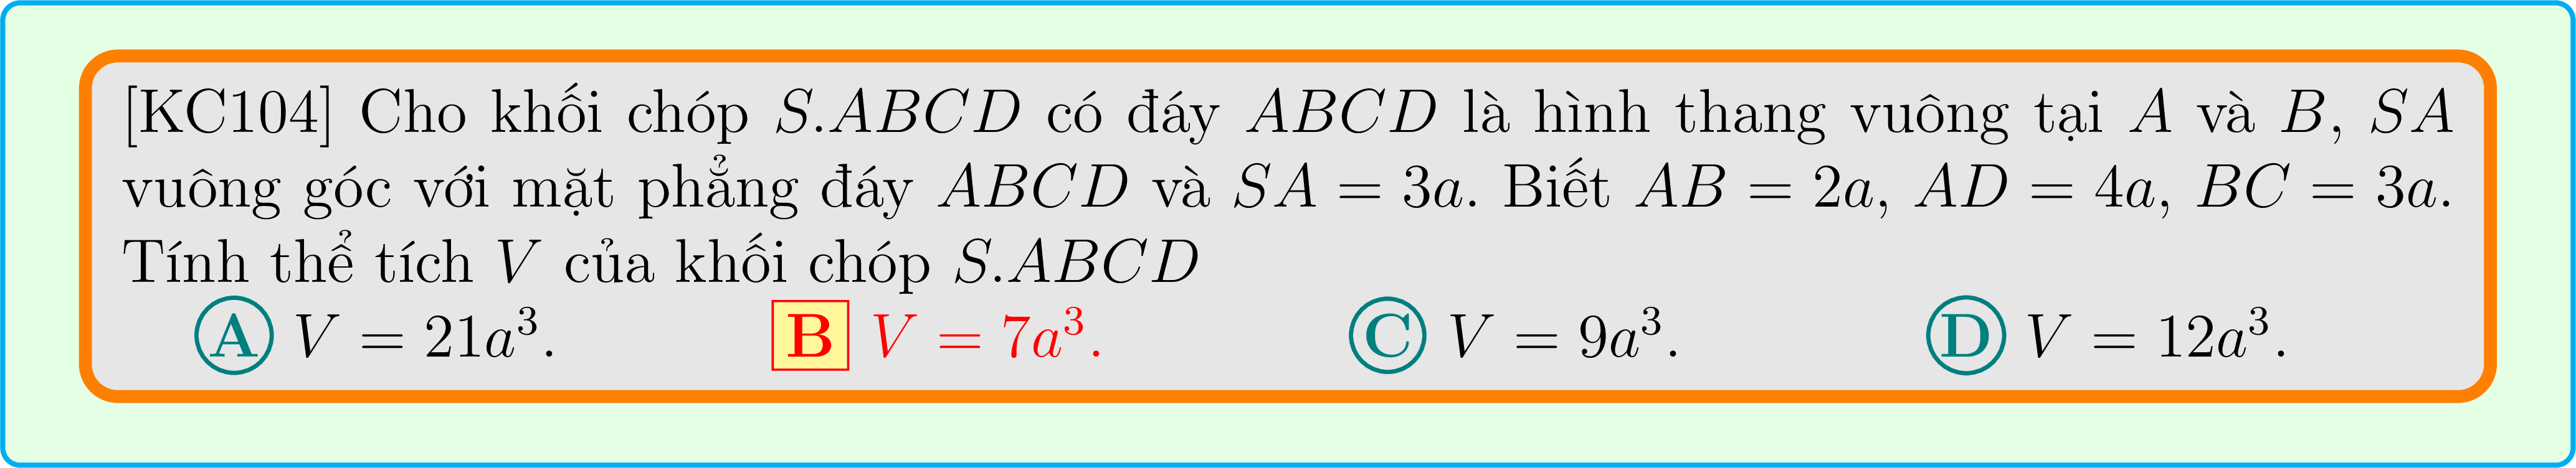 [KC104] Cho khối chóp S.ABCD có đáy ABCD là hình thang vuông tại A và B, SA
vuông góc với mặt phẳng đáy ABCD và SA = 3a. Biết AB = 2a, AD = 4a, BC = 3a.
Tính thể tích V của khối chóp S.ABCD
A V = 21a³. B V = 7a³. C V = 9a³. D V = 12a³.